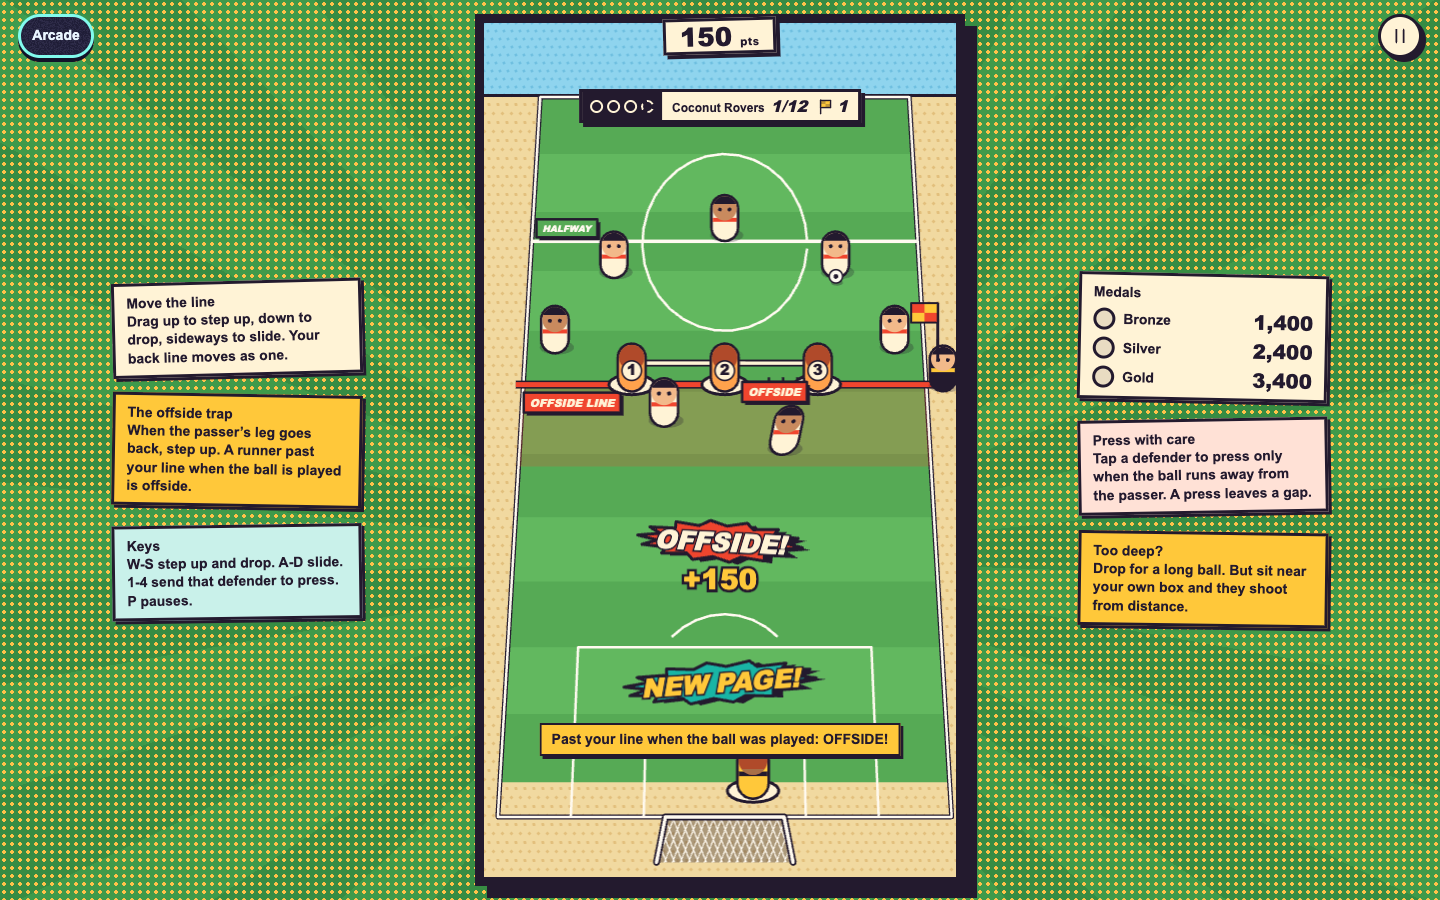 Arcade
150 pts
Coconut Rovers 1/12 1
HALFWAY
1
2
3
OFFSIDE LINE
OFFSIDE
OFFSIDE!
+150
NEW PAGE!
Past your line when the ball was played: OFFSIDE!
Move the line
Drag up to step up, down to
drop, sideways to slide. Your
back line moves as one.
The offside trap
When the passer’s leg goes
back, step up. A runner past
your line when the ball is played
is offside.
Keys
W-S step up and drop. A-D slide.
1-4 send that defender to press.
P pauses.
Medals
Bronze 1,400
Silver 2,400
Gold 3,400
Press with care
Tap a defender to press only
when the ball runs away from
the passer. A press leaves a gap.
Too deep?
Drop for a long ball. But sit near
your own box and they shoot
from distance.